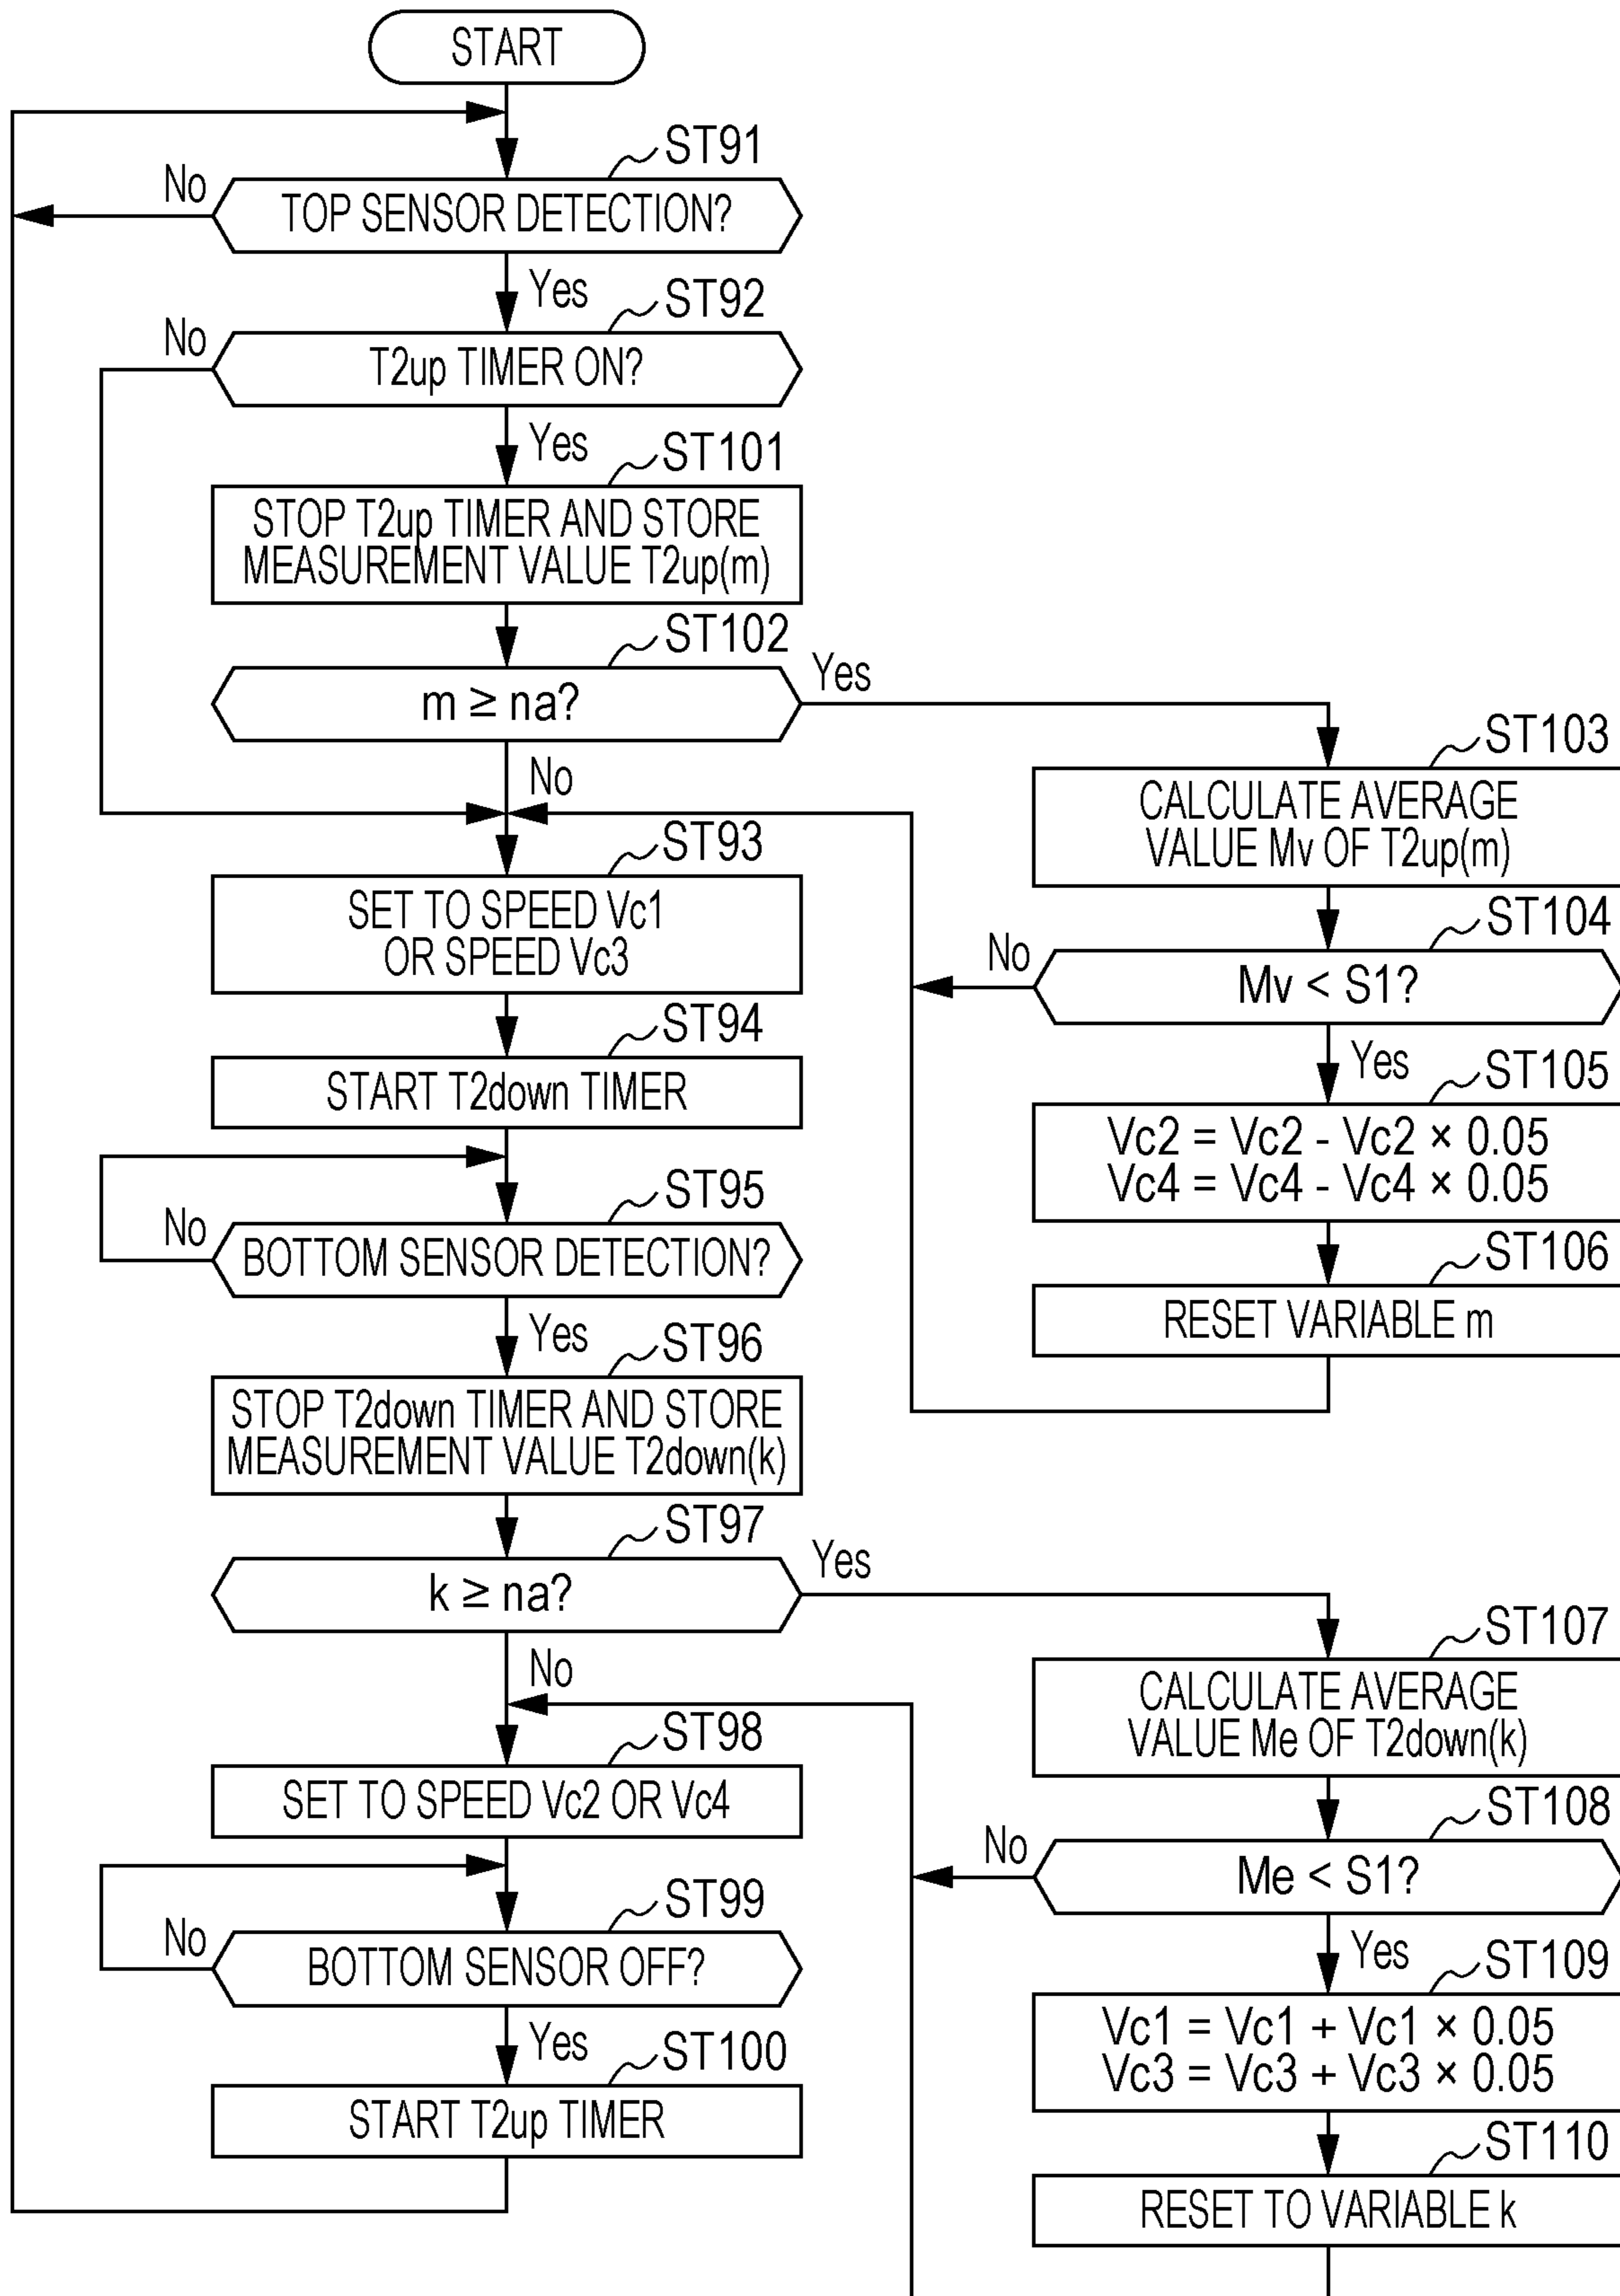 START
ST91
No
TOP SENSOR DETECTION?
Yes
ST92
No
T2up TIMER ON?
Yes
ST101
STOP T2up TIMER AND STORE
MEASUREMENT VALUE T2up(m)
ST102
m ≥ na?
Yes
No
ST103
CALCULATE AVERAGE
VALUE Mv OF T2up(m)
ST104
No
Mv < S1?
Yes
ST105
Vc2 = Vc2 - Vc2 × 0.05
Vc4 = Vc4 - Vc4 × 0.05
ST106
RESET VARIABLE m
ST93
SET TO SPEED Vc1
OR SPEED Vc3
ST94
START T2down TIMER
ST95
No
BOTTOM SENSOR DETECTION?
Yes
ST96
STOP T2down TIMER AND STORE
MEASUREMENT VALUE T2down(k)
ST97
k ≥ na?
Yes
No
ST107
CALCULATE AVERAGE
VALUE Me OF T2down(k)
ST108
No
Me < S1?
Yes
ST109
Vc1 = Vc1 + Vc1 × 0.05
Vc3 = Vc3 + Vc3 × 0.05
ST110
RESET TO VARIABLE k
ST98
SET TO SPEED Vc2 OR Vc4
ST99
No
BOTTOM SENSOR OFF?
Yes
ST100
START T2up TIMER